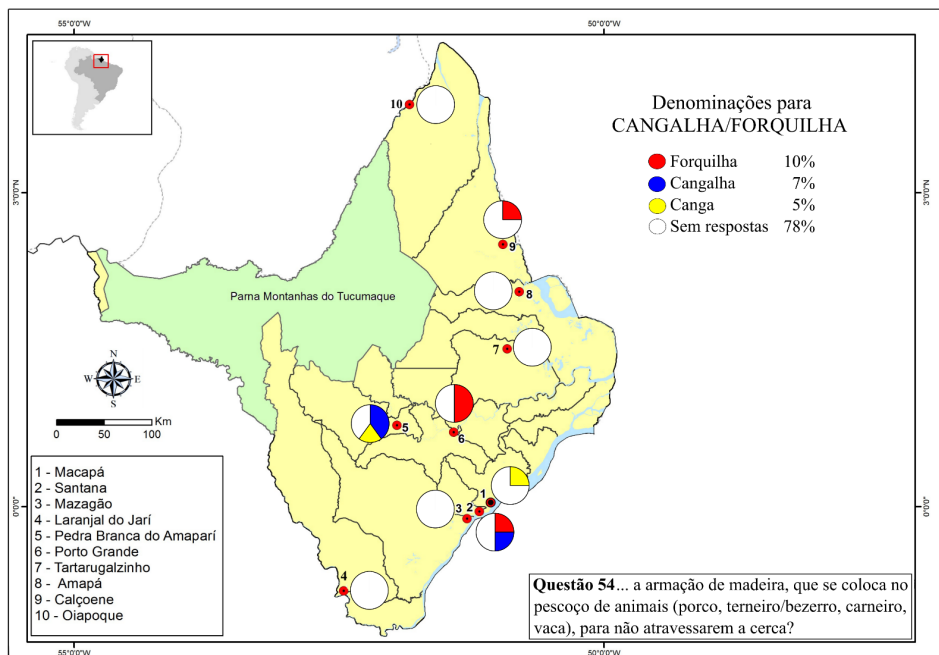 55°0'0"W
50°0'0"W
Denominações para
CANGALHA/FORQUILHA
Forquilha 10%
Cangalha 7%
Canga 5%
Sem respostas 78%
3°0'0"N
3°0'0"N
10
9
8
Parna Montanhas do Tucumaque
7
N
W E
S
Km
0 50 100
5
6
1 - Macapá
2 - Santana
3 - Mazagão
4 - Laranjal do Jarí
5 - Pedra Branca do Amaparí
6 - Porto Grande
7 - Tartarugalzinho
8 - Amapá
9 - Calçoene
10 - Oiapoque
1
3 2
0°0'0"
0°0'0"
4
Questão 54... a armação de madeira, que se coloca no
pescoço de animais (porco, terneiro/bezerro, carneiro,
vaca), para não atravessarem a cerca?
55°0'0"W
50°0'0"W